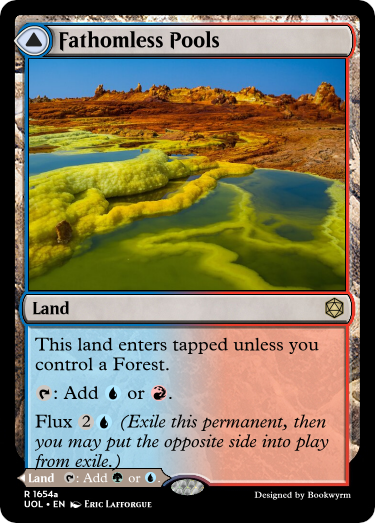 Fathomless Pools
Land
This land enters tapped unless you
control a Forest.
: Add or .
Flux 2 (Exile this permanent, then
you may put the opposite side into play
from exile.)
Land : Add or .
R 1654a
UOL • EN Eric Lafforgue
Designed by Bookwyrm